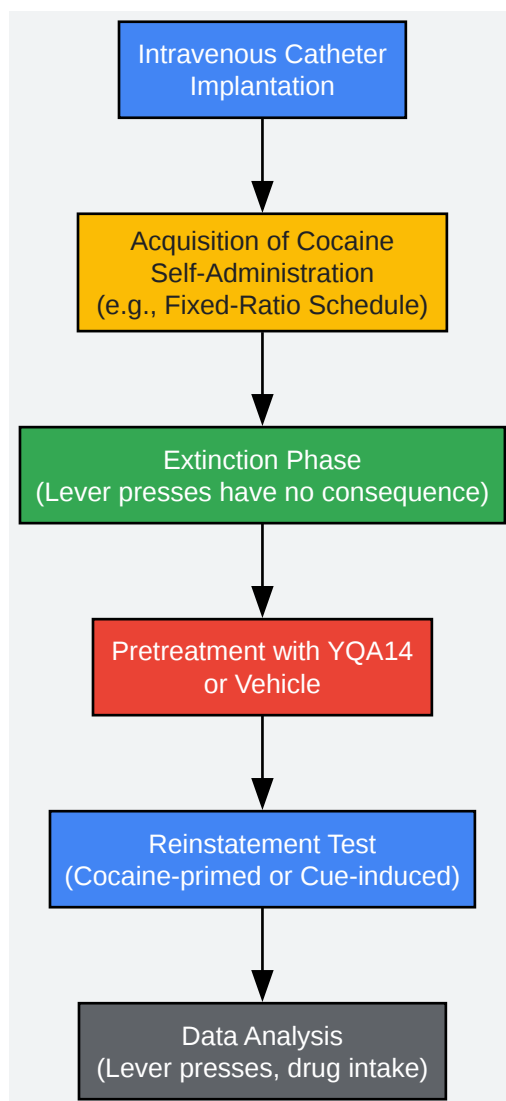 Intravenous Catheter
Implantation
Acquisition of Cocaine
Self-Administration
(e.g., Fixed-Ratio Schedule)
Extinction Phase
(Lever presses have no consequence)
Pretreatment with YQA14
or Vehicle
Reinstatement Test
(Cocaine-primed or Cue-induced)
Data Analysis
(Lever presses, drug intake)